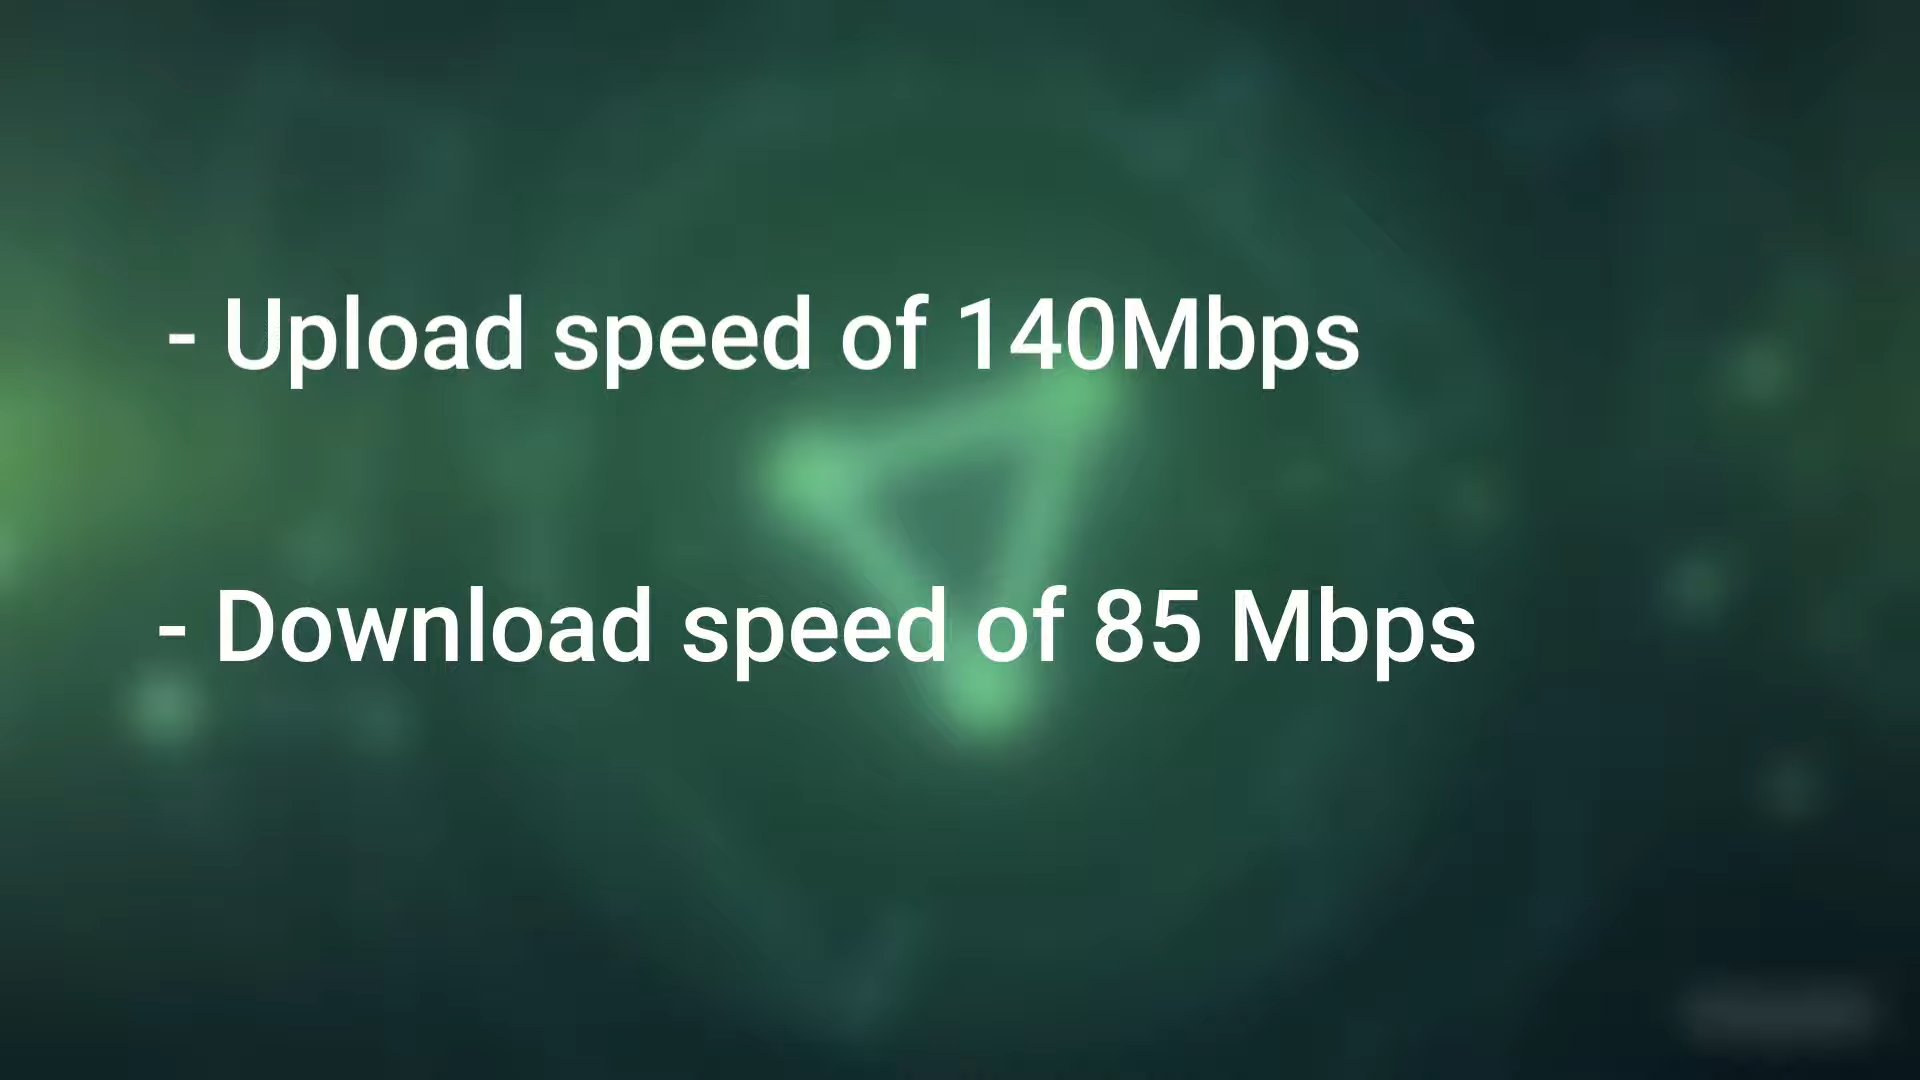 - Upload speed of 140Mbps
- Download speed of 85 Mbps